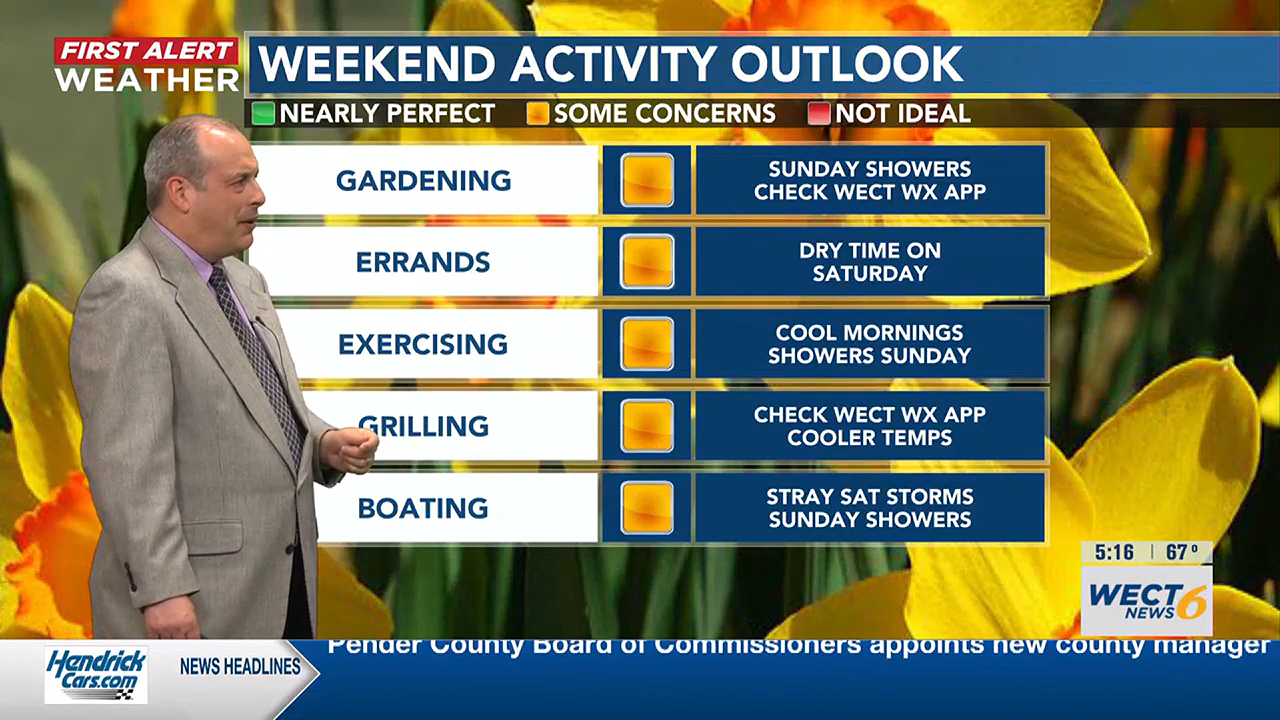 FIRST ALERT
WEATHER
WEEKEND ACTIVITY OUTLOOK
NEARLY PERFECT
SOME CONCERNS
NOT IDEAL
GARDENING
SUNDAY SHOWERS
CHECK WECT WX APP
ERRANDS
DRY TIME ON
SATURDAY
EXERCISING
COOL MORNINGS
SHOWERS SUNDAY
GRILLING
CHECK WECT WX APP
COOLER TEMPS
BOATING
STRAY SAT STORMS
SUNDAY SHOWERS
5:16 | 67°
WECT 6
NEWS
Hendrick
Cars.com
NEWS HEADLINES
Pender County Board of Commissioners appoints new county manager